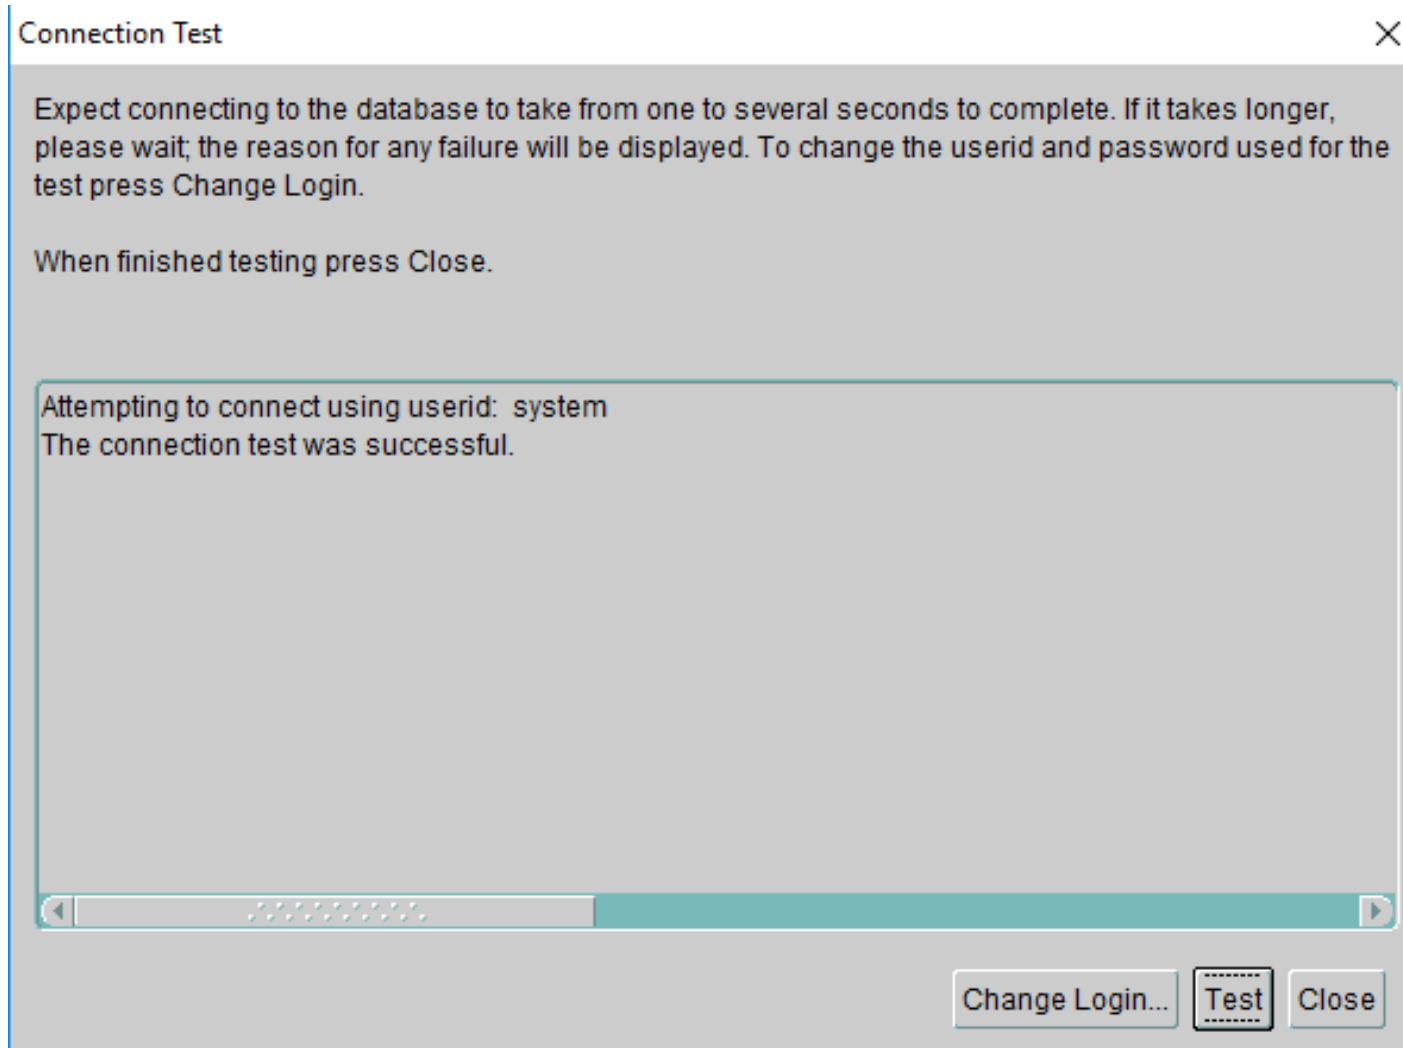 Connection Test
Expect connecting to the database to take from one to several seconds to complete. If it takes longer,
please wait; the reason for any failure will be displayed. To change the userid and password used for the
test press Change Login.
When finished testing press Close.
Attempting to connect using userid:  system
The connection test was successful.
Change Login... Test Close